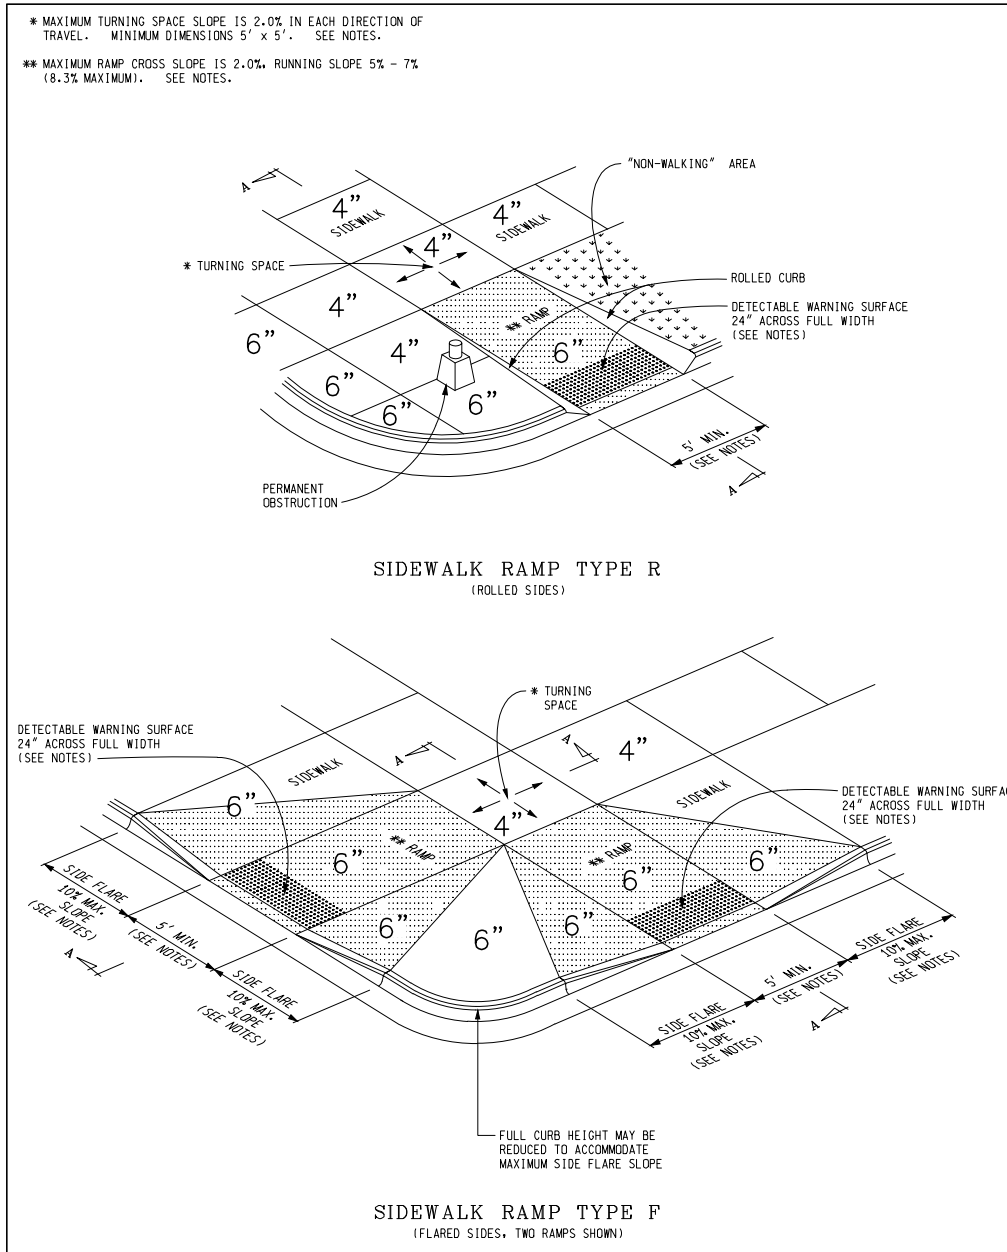 * MAXIMUM TURNING SPACE SLOPE IS 2.0% IN EACH DIRECTION OF
TRAVEL. MINIMUM DIMENSIONS 5' x 5'. SEE NOTES.
** MAXIMUM RAMP CROSS SLOPE IS 2.0%, RUNNING SLOPE 5% - 7%
(8.3% MAXIMUM). SEE NOTES.
"NON-WALKING" AREA
A
4"
SIDEWALK
4"
SIDEWALK
4"
* TURNING SPACE
ROLLED CURB
4"
** RAMP
DETECTABLE WARNING SURFACE
24" ACROSS FULL WIDTH
(SEE NOTES)
6"
4"
6"
6"
6"
6"
5' MIN.
(SEE NOTES)
A
PERMANENT
OBSTRUCTION
SIDEWALK RAMP TYPE R
(ROLLED SIDES)
* TURNING
SPACE
DETECTABLE WARNING SURFACE
24" ACROSS FULL WIDTH
(SEE NOTES)
A
A
4"
SIDEWALK
SIDEWALK
6"
4"
DETECTABLE WARNING SURFAC
24" ACROSS FULL WIDTH
(SEE NOTES)
** RAMP
6"
** RAMP
6"
6"
6"
6"
6"
SIDE FLARE
10% MAX.
SLOPE
(SEE NOTES)
5' MIN.
(SEE NOTES)
A
SIDE FLARE
10% MAX.
SLOPE
(SEE NOTES)
SIDE FLARE
10% MAX.
SLOPE
(SEE NOTES)
5' MIN.
(SEE NOTES)
SIDE FLARE
10% MAX.
SLOPE
(SEE NOTES)
A
FULL CURB HEIGHT MAY BE
REDUCED TO ACCOMMODATE
MAXIMUM SIDE FLARE SLOPE
SIDEWALK RAMP TYPE F
(FLARED SIDES, TWO RAMPS SHOWN)